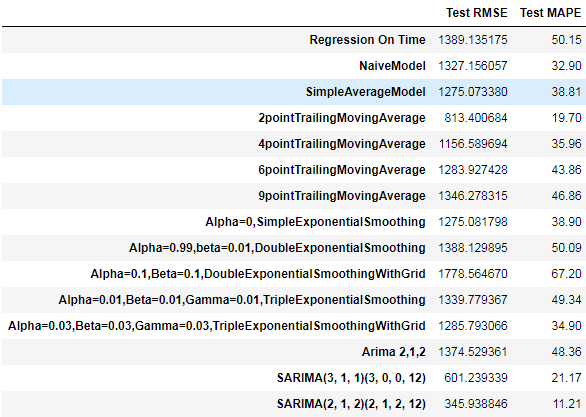 Test RMSE Test MAPE
Regression On Time 1389.135175 50.15
NaiveModel 1327.156057 32.90
SimpleAverageModel 1275.073380 38.81
2pointTrailingMovingAverage 813.400684 19.70
4pointTrailingMovingAverage 1156.589694 35.96
6pointTrailingMovingAverage 1283.927428 43.86
9pointTrailingMovingAverage 1346.278315 46.86
Alpha=0,SimpleExponentialSmoothing 1275.081798 38.90
Alpha=0.99,beta=0.01,DoubleExponentialSmoothing 1388.129895 50.09
Alpha=0.1,Beta=0.1,DoubleExponentialSmoothingWithGrid 1778.564670 67.20
Alpha=0.01,Beta=0.01,Gamma=0.01,TripleExponentialSmoothing 1339.779367 49.34
Alpha=0.03,Beta=0.03,Gamma=0.03,TripleExponentialSmoothingWithGrid 1285.793066 34.90
Arima 2,1,2 1374.529361 48.36
SARIMA(3, 1, 1)(3, 0, 0, 12) 601.239339 21.17
SARIMA(2, 1, 2)(2, 1, 2, 12) 345.938846 11.21